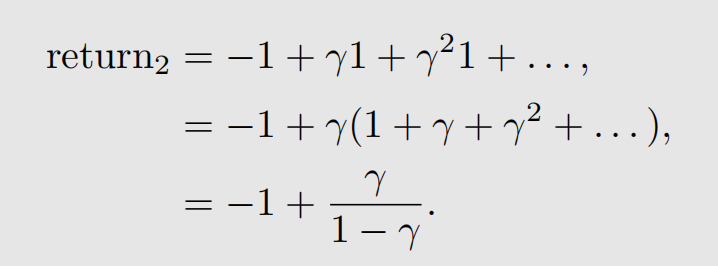 return₂ = −1 + γ1 + γ²1 + . . . ,
= −1 + γ(1 + γ + γ² + . . . ),
= −1 + γ/(1 − γ).